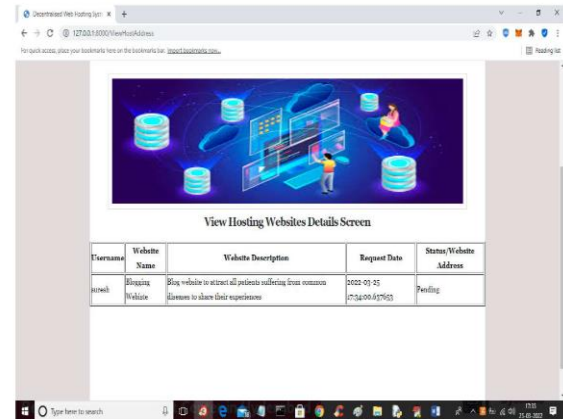 Decentralised Web Hosting Syst
127.0.0.1:8000/ViewHostAddress
For quick access, place your bookmarks here on the bookmarks bar. Import bookmarks now...
Reading list
View Hosting Websites Details Screen
Username Website Name Website Description Request Date Status/Website Address
suresh Blogging Website Blog website to attract all patients suffering from common diseases to share their experiences 2022-03-25 17:34:00.637653 Pending
Type here to search